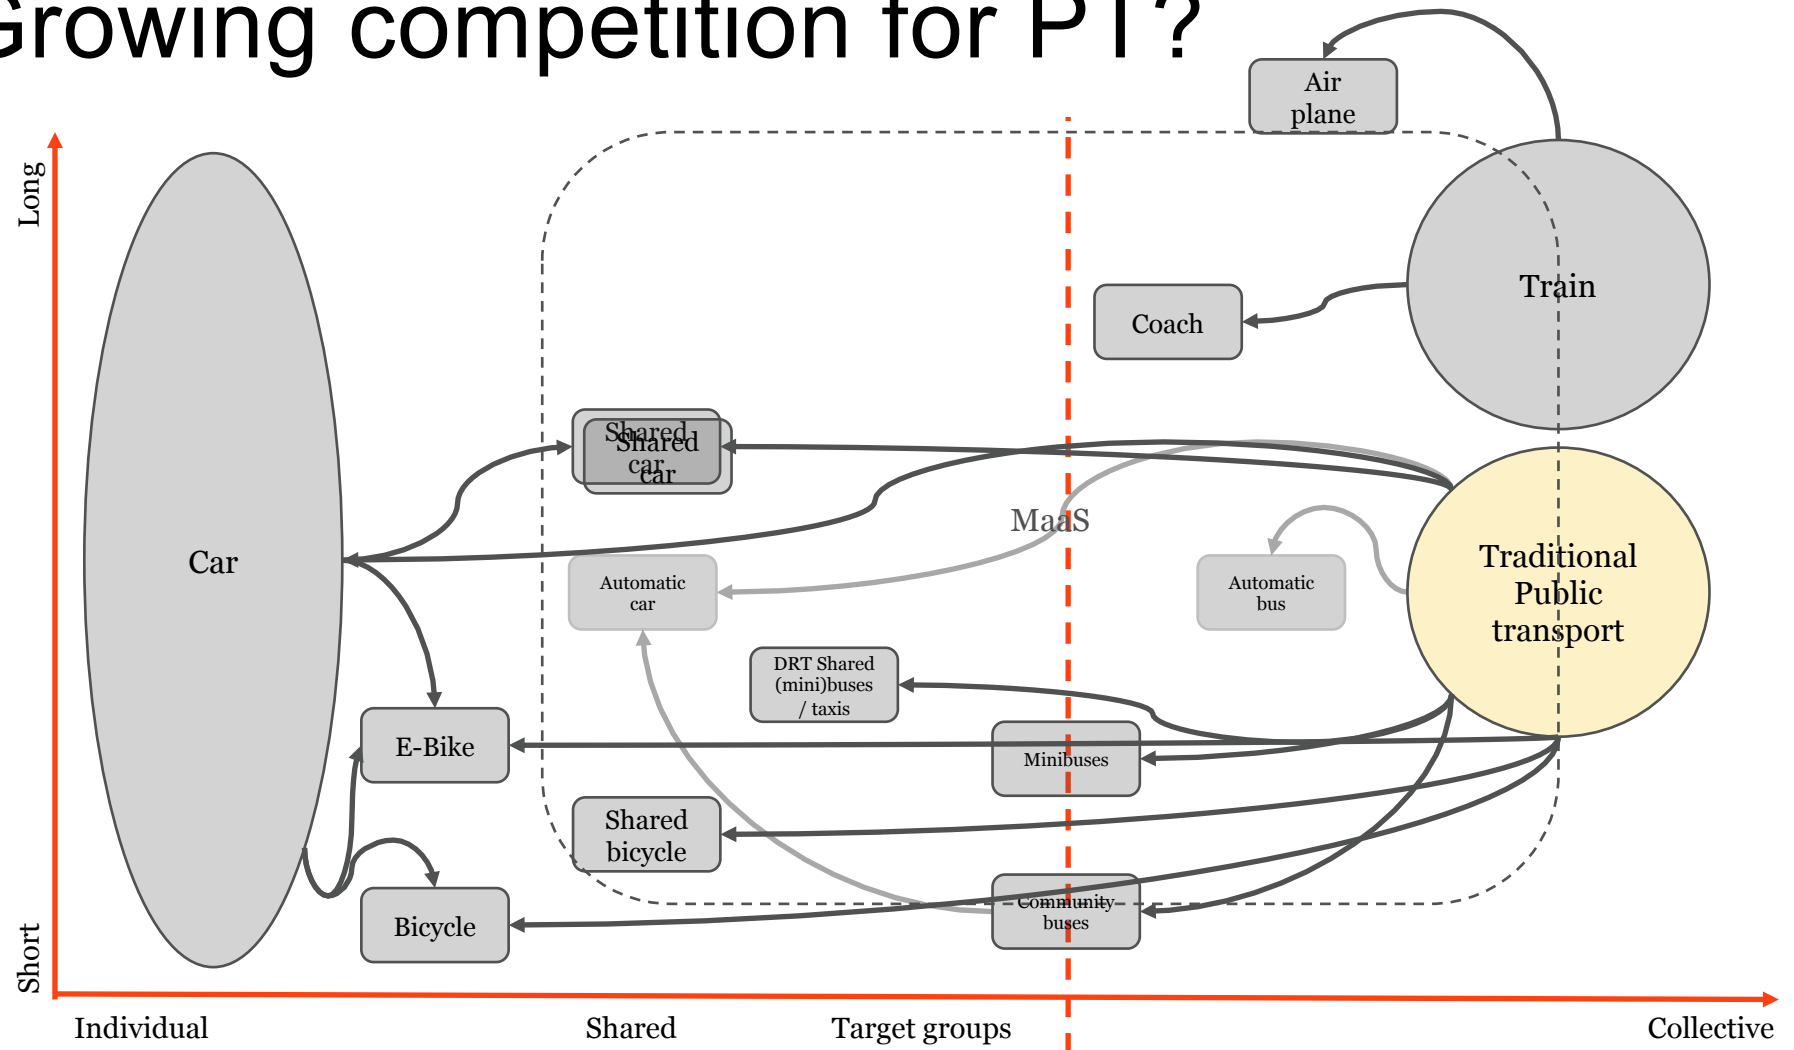 Growing competition for PT?
Air
plane
Long
Train
Coach
Shared
car
Shared
car
MaaS
Car
Automatic
car
Automatic
bus
Traditional
Public
transport
DRT Shared
(mini)buses
/ taxis
E-Bike
Minibuses
Shared
bicycle
Community
buses
Bicycle
Short
Individual
Shared
Target groups
Collective